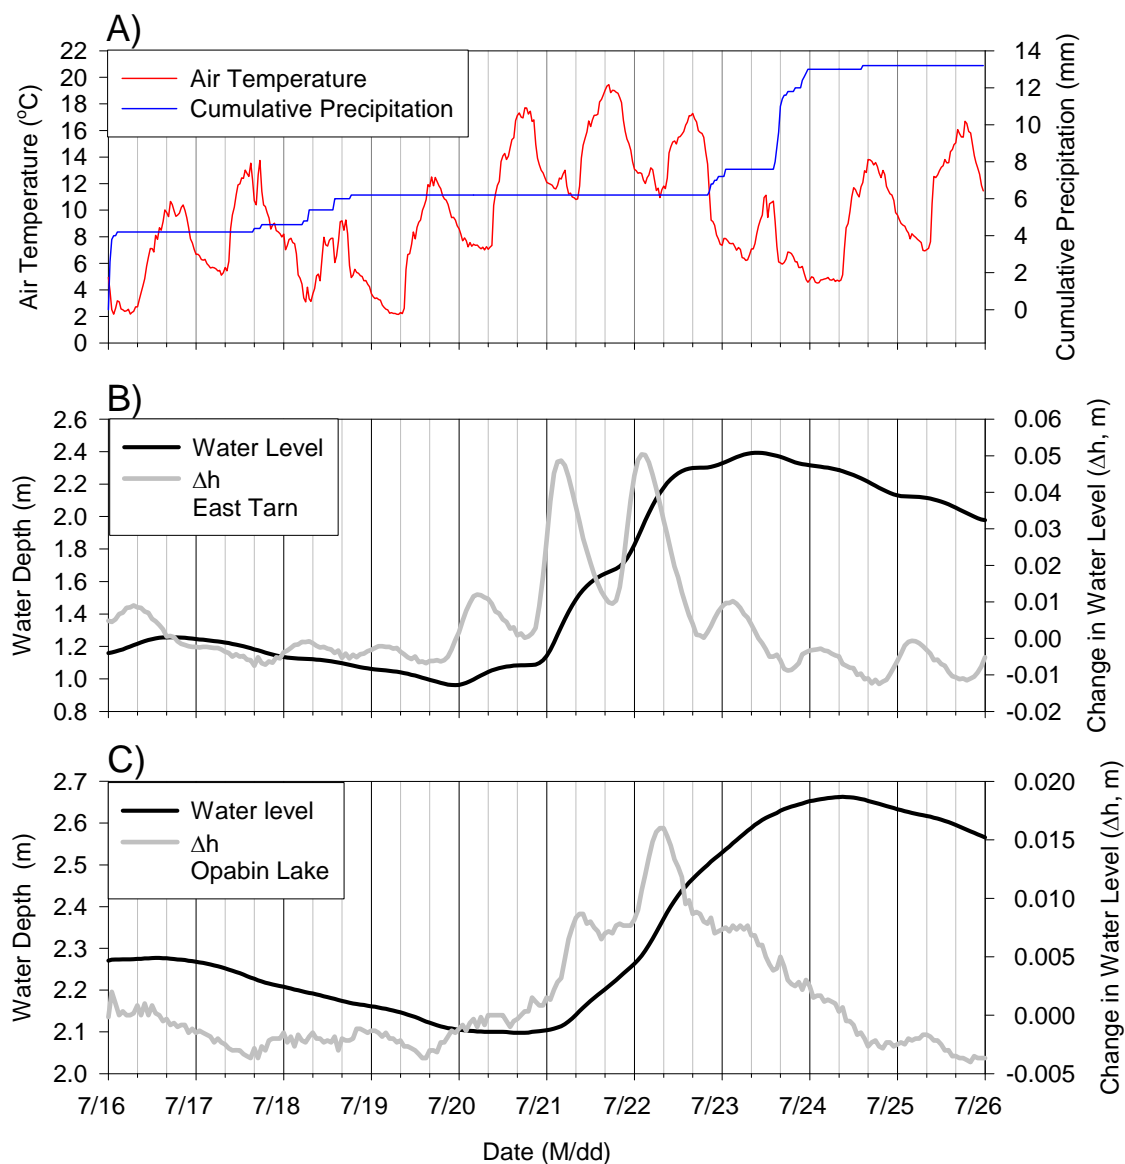 A)
Air Temperature
Cumulative Precipitation
Air Temperature (°C)
22
20
18
16
14
12
10
8
6
4
2
0
Cumulative Precipitation (mm)
14
12
10
8
6
4
2
0
B)
Water Level
Δh
East Tarn
Water Depth (m)
2.6
2.4
2.2
2.0
1.8
1.6
1.4
1.2
1.0
0.8
Change in Water Level (Δh, m)
0.06
0.05
0.04
0.03
0.02
0.01
0.00
-0.01
-0.02
C)
Water level
Δh
Opabin Lake
Water Depth (m)
2.7
2.6
2.5
2.4
2.3
2.2
2.1
2.0
Change in Water Level (Δh, m)
0.020
0.015
0.010
0.005
0.000
-0.005
7/16 7/17 7/18 7/19 7/20 7/21 7/22 7/23 7/24 7/25 7/26
Date (M/dd)